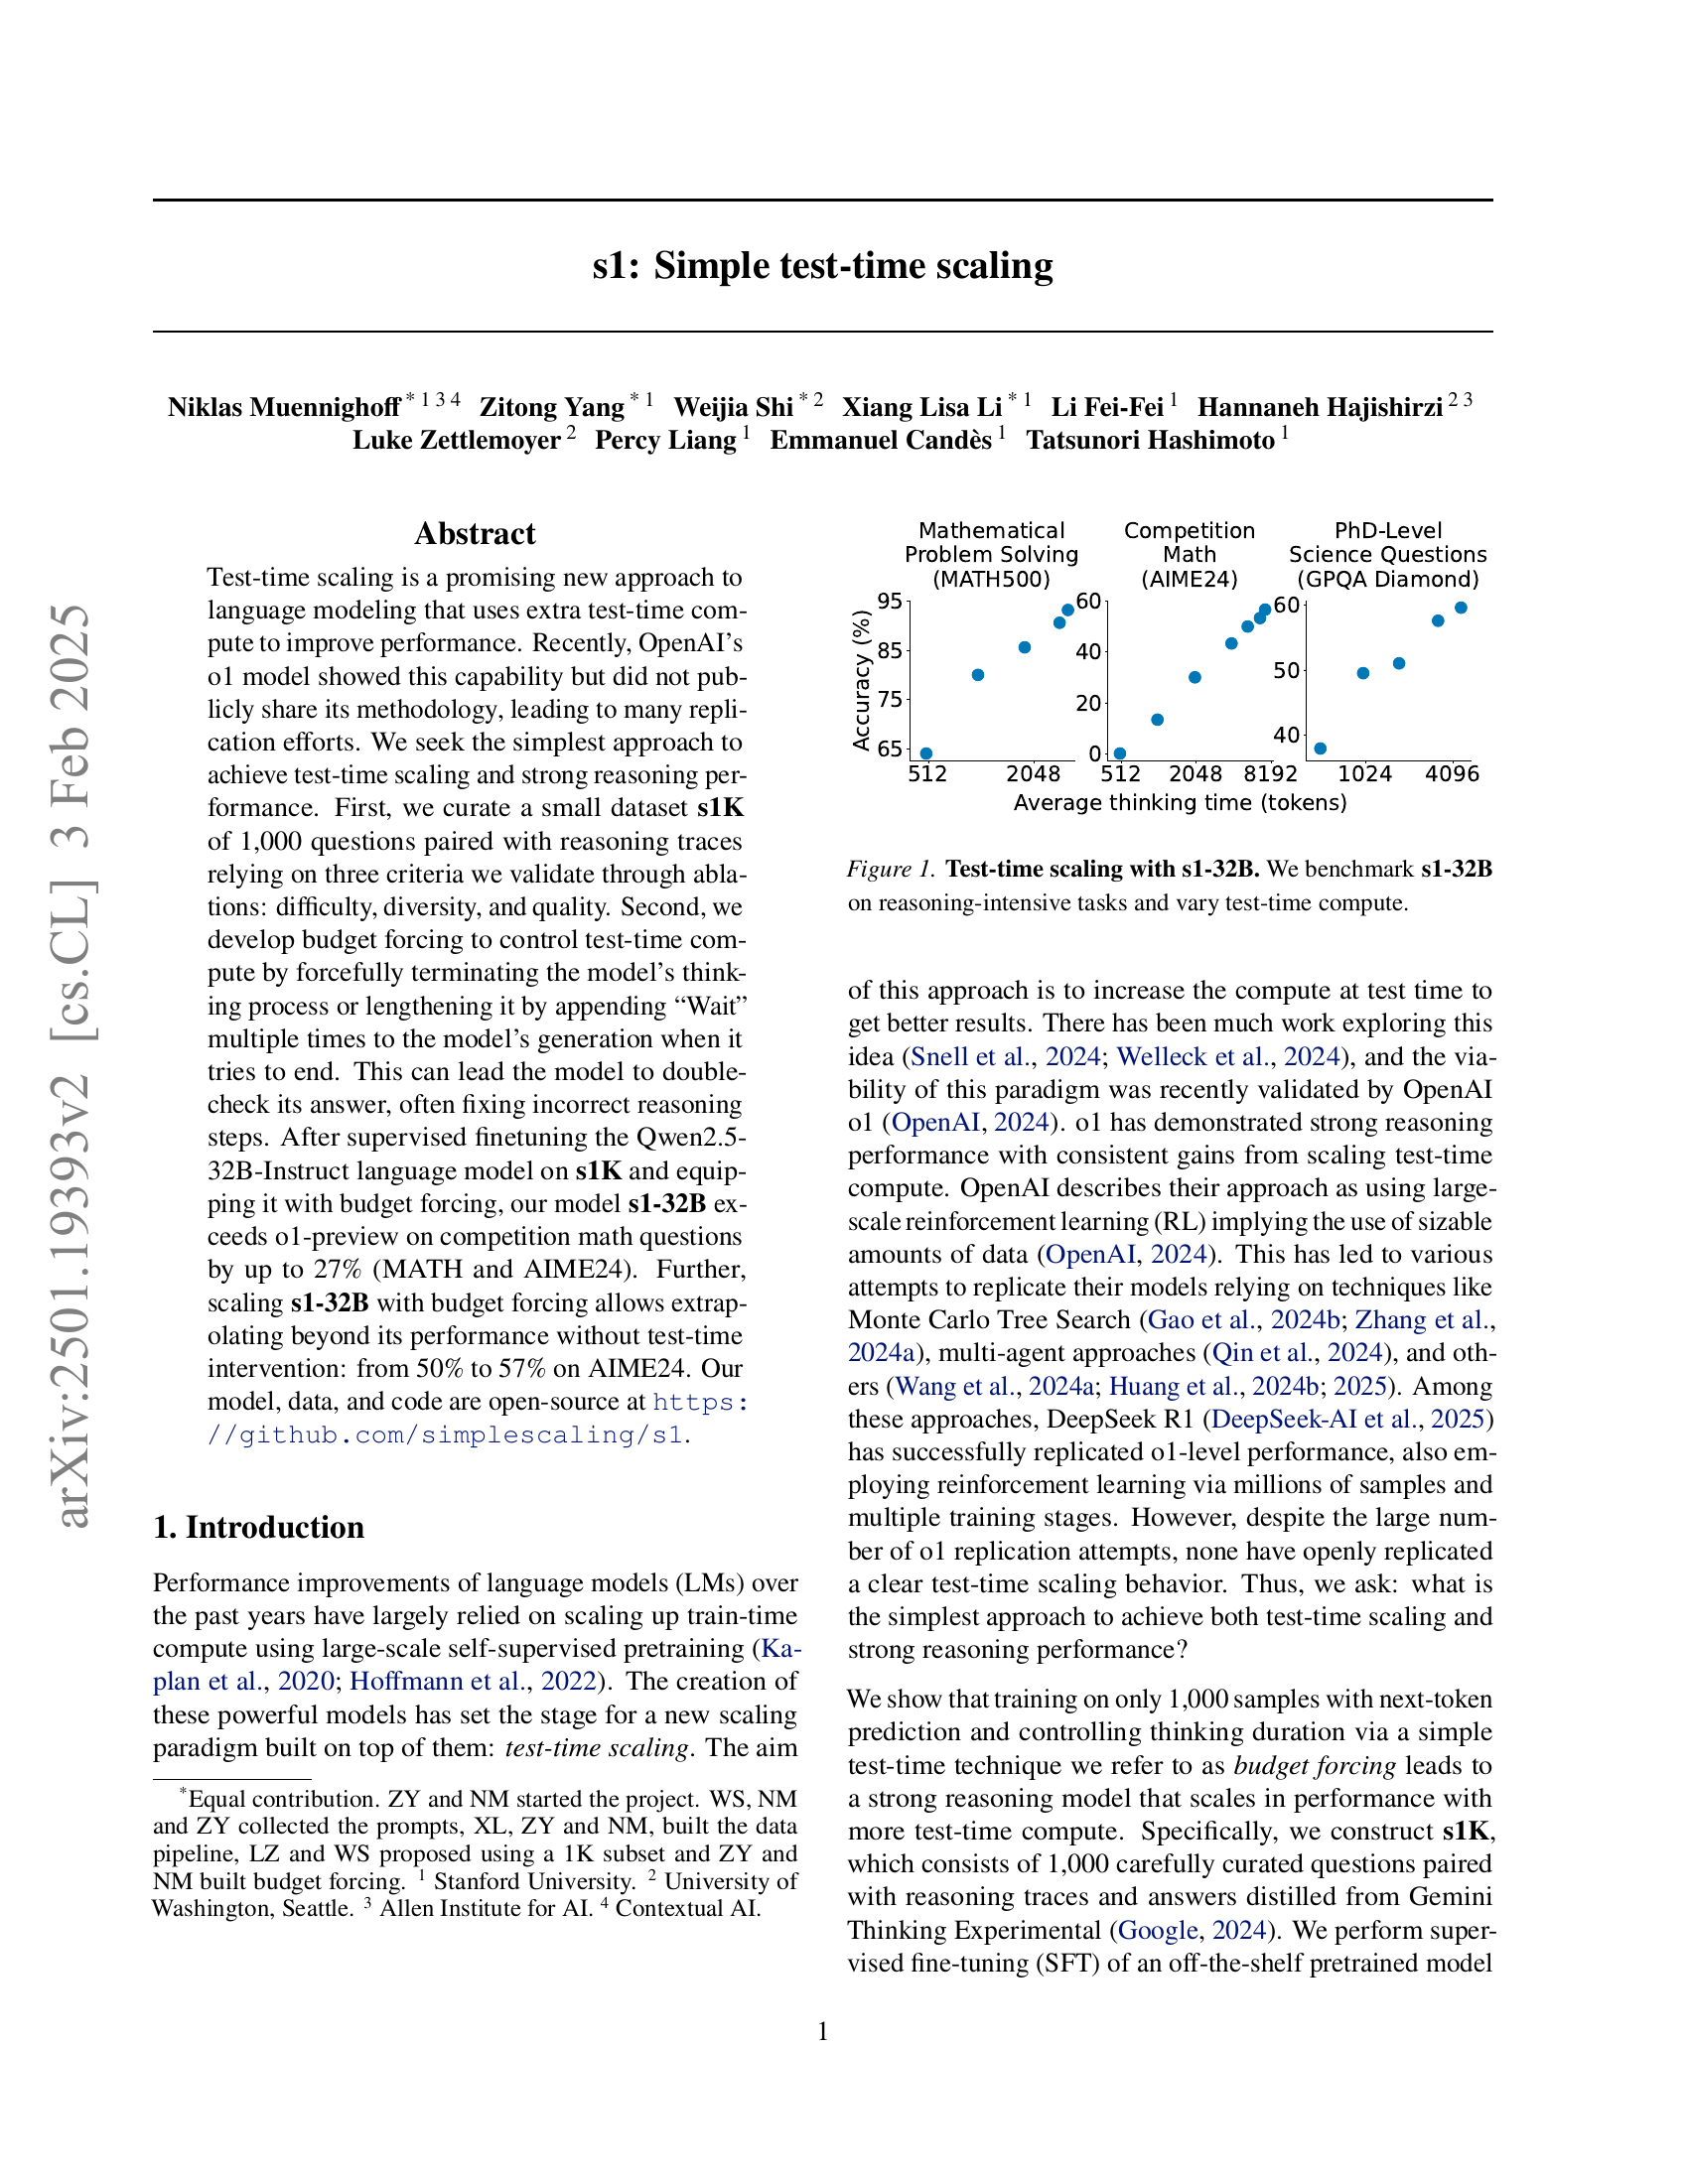 arXiv:2501.19393v2 [cs.CL] 3 Feb 2025
s1: Simple test-time scaling
Niklas Muennighoff * 1 3 4 Zitong Yang * 1 Weijia Shi * 2 Xiang Lisa Li * 1 Li Fei-Fei 1 Hannaneh Hajishirzi 2 3
Luke Zettlemoyer 2 Percy Liang 1 Emmanuel Candès 1 Tatsunori Hashimoto 1
Abstract
Test-time scaling is a promising new approach to
language modeling that uses extra test-time com-
pute to improve performance. Recently, OpenAI's
o1 model showed this capability but did not pub-
licly share its methodology, leading to many repli-
cation efforts. We seek the simplest approach to
achieve test-time scaling and strong reasoning per-
formance. First, we curate a small dataset s1K
of 1,000 questions paired with reasoning traces
relying on three criteria we validate through abla-
tions: difficulty, diversity, and quality. Second, we
develop budget forcing to control test-time com-
pute by forcefully terminating the model's think-
ing process or lengthening it by appending “Wait”
multiple times to the model's generation when it
tries to end. This can lead the model to double-
check its answer, often fixing incorrect reasoning
steps. After supervised finetuning the Qwen2.5-
32B-Instruct language model on s1K and equip-
ping it with budget forcing, our model s1-32B ex-
ceeds o1-preview on competition math questions
by up to 27% (MATH and AIME24). Further,
scaling s1-32B with budget forcing allows extrap-
olating beyond its performance without test-time
intervention: from 50% to 57% on AIME24. Our
model, data, and code are open-source at https:
//github.com/simplescaling/s1.
1. Introduction
Performance improvements of language models (LMs) over
the past years have largely relied on scaling up train-time
compute using large-scale self-supervised pretraining (Ka-
plan et al., 2020; Hoffmann et al., 2022). The creation of
these powerful models has set the stage for a new scaling
paradigm built on top of them: test-time scaling. The aim
*Equal contribution. ZY and NM started the project. WS, NM
and ZY collected the prompts, XL, ZY and NM, built the data
pipeline, LZ and WS proposed using a 1K subset and ZY and
NM built budget forcing. 1 Stanford University. 2 University of
Washington, Seattle. 3 Allen Institute for AI. 4 Contextual AI.
Mathematical
Problem Solving
(MATH500)
Competition
Math
(AIME24)
PhD-Level
Science Questions
(GPQA Diamond)
Accuracy (%)
95
85
75
65
512 2048
60
40
20
0
512 2048 8192
60
50
40
1024 4096
Average thinking time (tokens)
Figure 1. Test-time scaling with s1-32B. We benchmark s1-32B
on reasoning-intensive tasks and vary test-time compute.
of this approach is to increase the compute at test time to
get better results. There has been much work exploring this
idea (Snell et al., 2024; Welleck et al., 2024), and the via-
bility of this paradigm was recently validated by OpenAI
o1 (OpenAI, 2024). o1 has demonstrated strong reasoning
performance with consistent gains from scaling test-time
compute. OpenAI describes their approach as using large-
scale reinforcement learning (RL) implying the use of sizable
amounts of data (OpenAI, 2024). This has led to various
attempts to replicate their models relying on techniques like
Monte Carlo Tree Search (Gao et al., 2024b; Zhang et al.,
2024a), multi-agent approaches (Qin et al., 2024), and oth-
ers (Wang et al., 2024a; Huang et al., 2024b; 2025). Among
these approaches, DeepSeek R1 (DeepSeek-AI et al., 2025)
has successfully replicated o1-level performance, also em-
ploying reinforcement learning via millions of samples and
multiple training stages. However, despite the large num-
ber of o1 replication attempts, none have openly replicated
a clear test-time scaling behavior. Thus, we ask: what is
the simplest approach to achieve both test-time scaling and
strong reasoning performance?
We show that training on only 1,000 samples with next-token
prediction and controlling thinking duration via a simple
test-time technique we refer to as budget forcing leads to
a strong reasoning model that scales in performance with
more test-time compute. Specifically, we construct s1K,
which consists of 1,000 carefully curated questions paired
with reasoning traces and answers distilled from Gemini
Thinking Experimental (Google, 2024). We perform super-
vised fine-tuning (SFT) of an off-the-shelf pretrained model
1